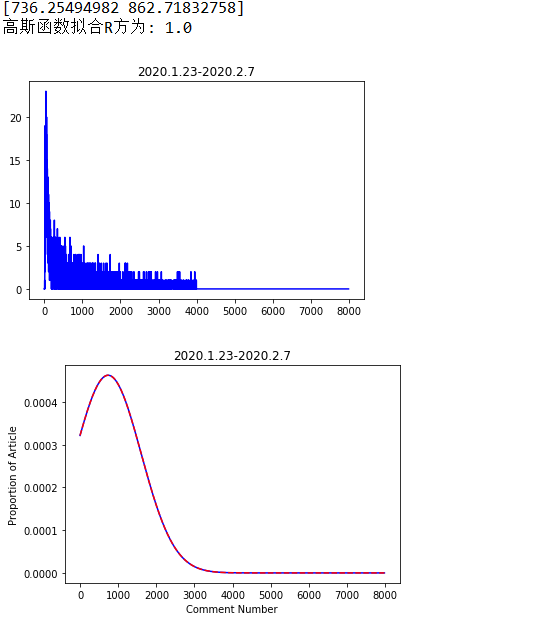 [736.25494982 862.71832758]
高斯函数拟合R方为: 1.0
2020.1.23-2020.2.7
20
15
10
5
0
0 1000 2000 3000 4000 5000 6000 7000 8000
2020.1.23-2020.2.7
Proportion of Article
0.0004
0.0003
0.0002
0.0001
0.0000
0 1000 2000 3000 4000 5000 6000 7000 8000
Comment Number